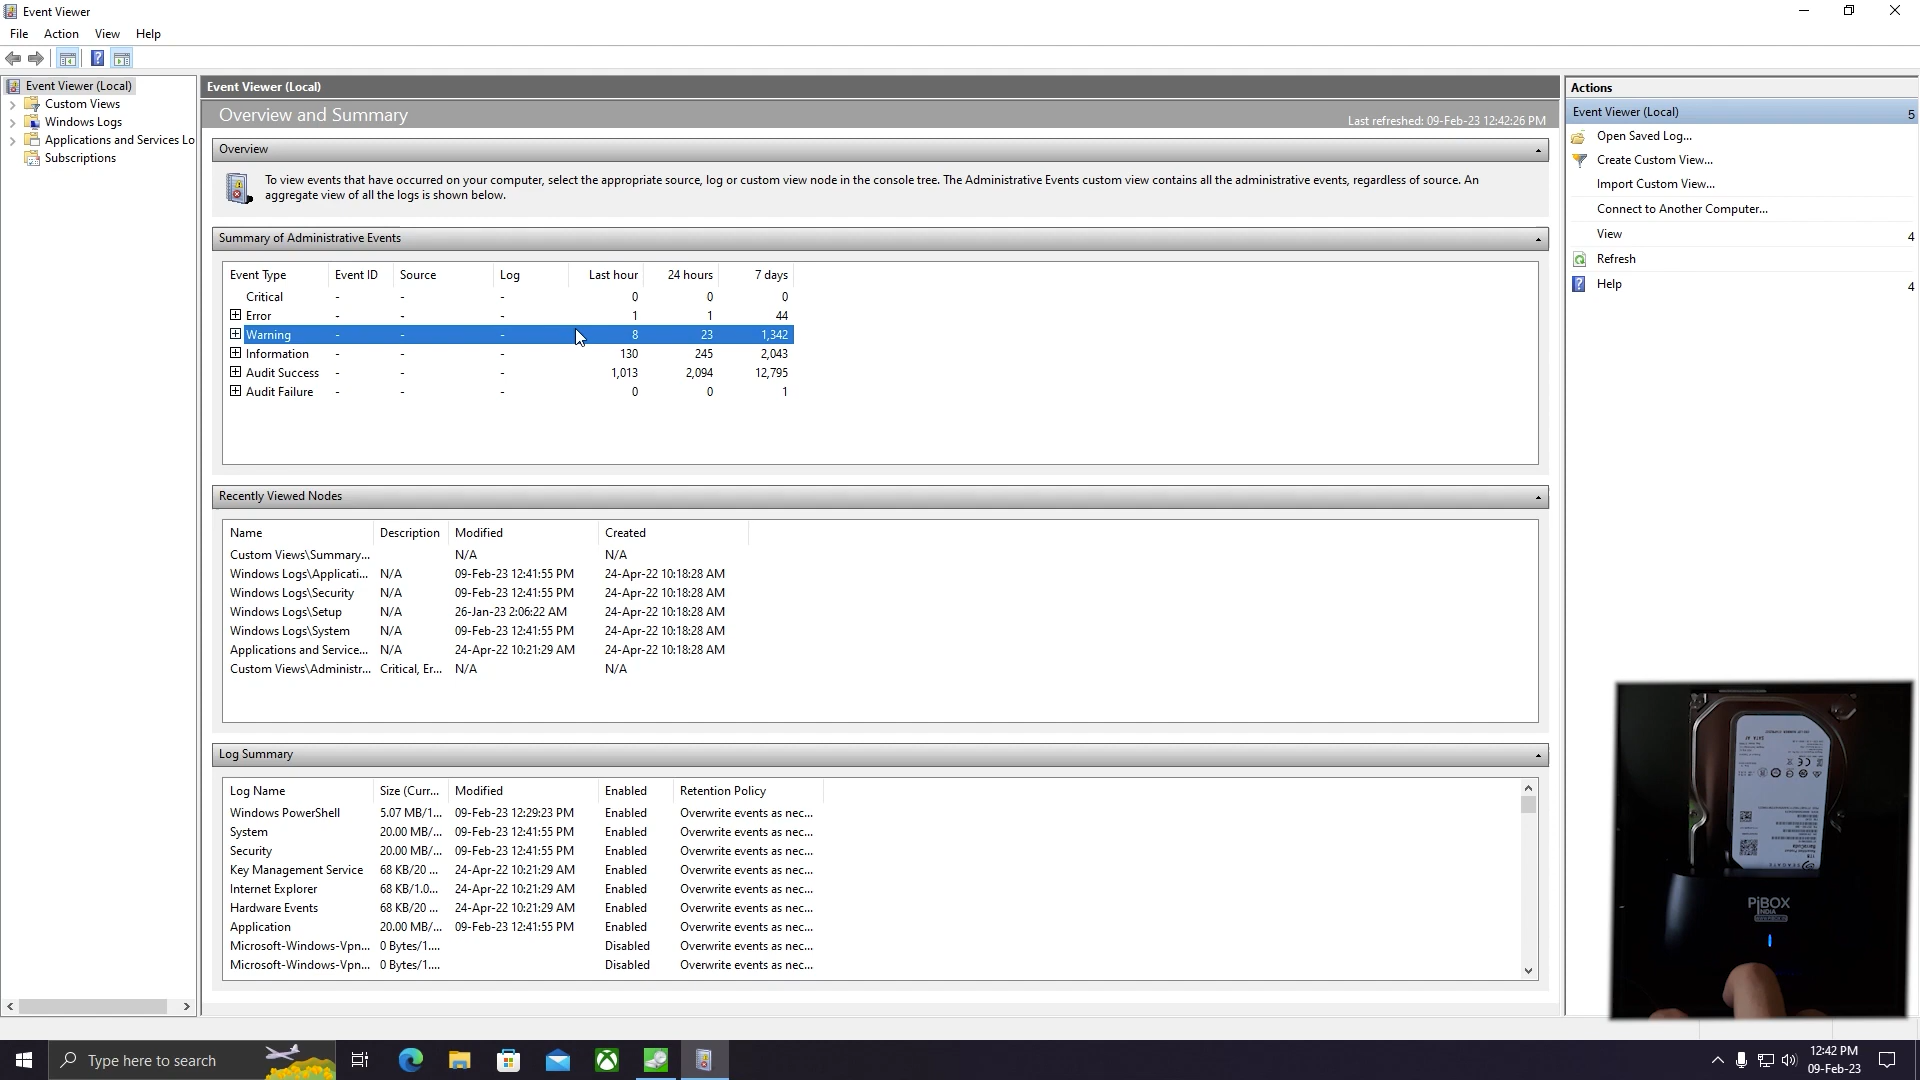 Event Viewer
File Action View Help
Event Viewer (Local)
Custom Views
Windows Logs
Applications and Services Lo
Subscriptions
Event Viewer (Local)
Overview and Summary
Last refreshed: 09-Feb-23 12:42:26 PM
Overview
To view events that have occurred on your computer, select the appropriate source, log or custom view node in the console tree. The Administrative Events custom view contains all the administrative events, regardless of source. An
aggregate view of all the logs is shown below.
Summary of Administrative Events
Event Type Event ID Source Log Last hour 24 hours 7 days
Critical - - - 0 0 0
Error - - - 1 1 44
Warning - - - 8 23 1,342
Information - - - 130 245 2,043
Audit Success - - - 1,013 2,094 12,795
Audit Failure - - - 0 0 1
Recently Viewed Nodes
Name Description Modified Created
Custom Views\Summary... N/A N/A
Windows Logs\Applicati... N/A 09-Feb-23 12:41:55 PM 24-Apr-22 10:18:28 AM
Windows Logs\Security N/A 09-Feb-23 12:41:55 PM 24-Apr-22 10:18:28 AM
Windows Logs\Setup N/A 26-Jan-23 2:06:22 AM 24-Apr-22 10:18:28 AM
Windows Logs\System N/A 09-Feb-23 12:41:55 PM 24-Apr-22 10:18:28 AM
Applications and Service... N/A 24-Apr-22 10:21:29 AM 24-Apr-22 10:18:28 AM
Custom Views\Administr... Critical, Er... N/A N/A
Log Summary
Log Name Size (Curr... Modified Enabled Retention Policy
Windows PowerShell 5.07 MB/1... 09-Feb-23 12:29:23 PM Enabled Overwrite events as nec...
System 20.00 MB/... 09-Feb-23 12:41:55 PM Enabled Overwrite events as nec...
Security 20.00 MB/... 09-Feb-23 12:41:55 PM Enabled Overwrite events as nec...
Key Management Service 68 KB/20 ... 24-Apr-22 10:21:29 AM Enabled Overwrite events as nec...
Internet Explorer 68 KB/1.0... 24-Apr-22 10:21:29 AM Enabled Overwrite events as nec...
Hardware Events 68 KB/20 ... 24-Apr-22 10:21:29 AM Enabled Overwrite events as nec...
Application 20.00 MB/... 09-Feb-23 12:41:55 PM Enabled Overwrite events as nec...
Microsoft-Windows-Vpn... 0 Bytes/1.... Disabled Overwrite events as nec...
Microsoft-Windows-Vpn... 0 Bytes/1.... Disabled Overwrite events as nec...
Actions
Event Viewer (Local)
Open Saved Log...
Create Custom View...
Import Custom View...
Connect to Another Computer...
View
Refresh
Help
PiBOX
INDIA
Type here to search
12:42 PM
09-Feb-23